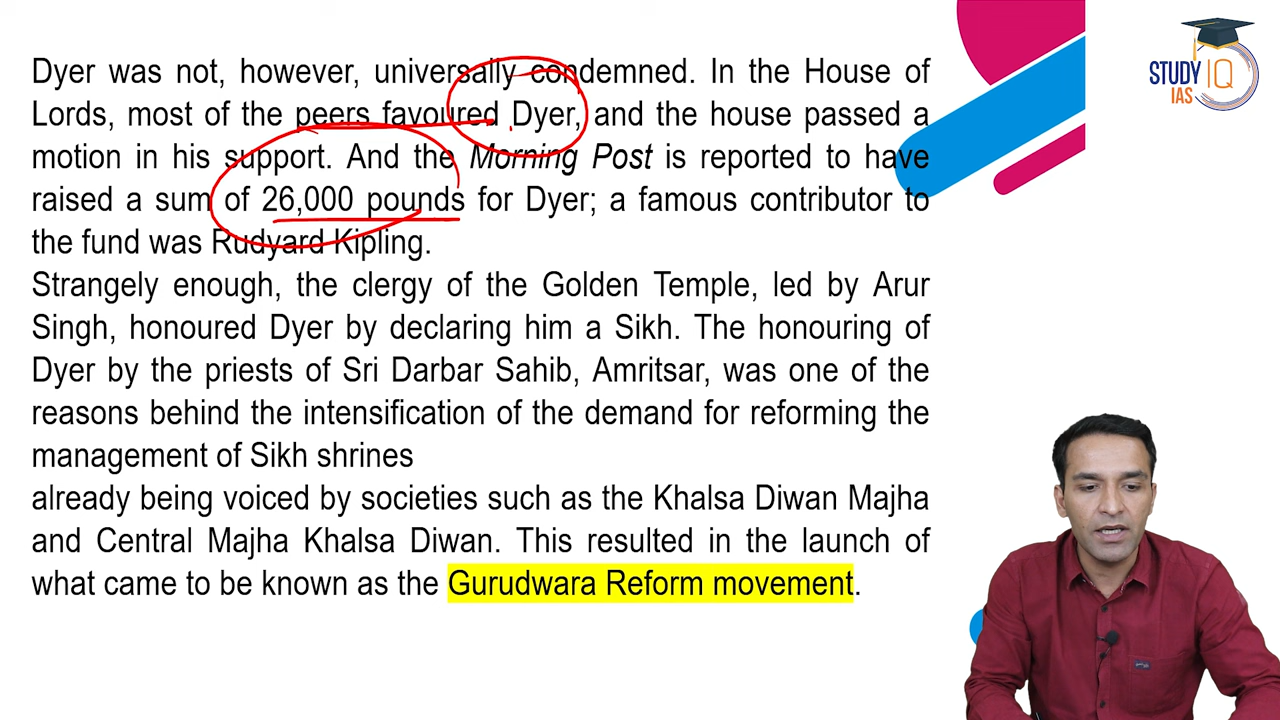 Dyer was not, however, universally condemned. In the House of
Lords, most of the peers favoured Dyer, and the house passed a
motion in his support. And the Morning Post is reported to have
raised a sum of 26,000 pounds for Dyer; a famous contributor to
the fund was Rudyard Kipling.
Strangely enough, the clergy of the Golden Temple, led by Arur
Singh, honoured Dyer by declaring him a Sikh. The honouring of
Dyer by the priests of Sri Darbar Sahib, Amritsar, was one of the
reasons behind the intensification of the demand for reforming the
management of Sikh shrines
already being voiced by societies such as the Khalsa Diwan Majha
and Central Majha Khalsa Diwan. This resulted in the launch of
what came to be known as the Gurudwara Reform movement.
STUDY IQ
IAS